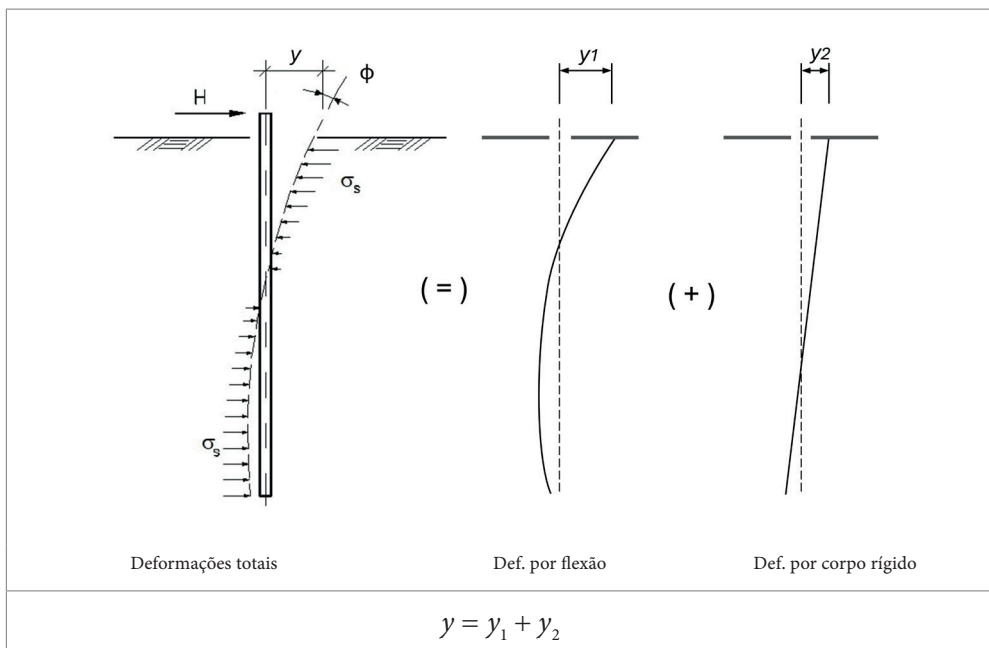 y
y1
y2
ϕ
H
σs
( = )
( + )
σs
Deformações totais
Def. por flexão
Def. por corpo rígido
y = y1 + y2